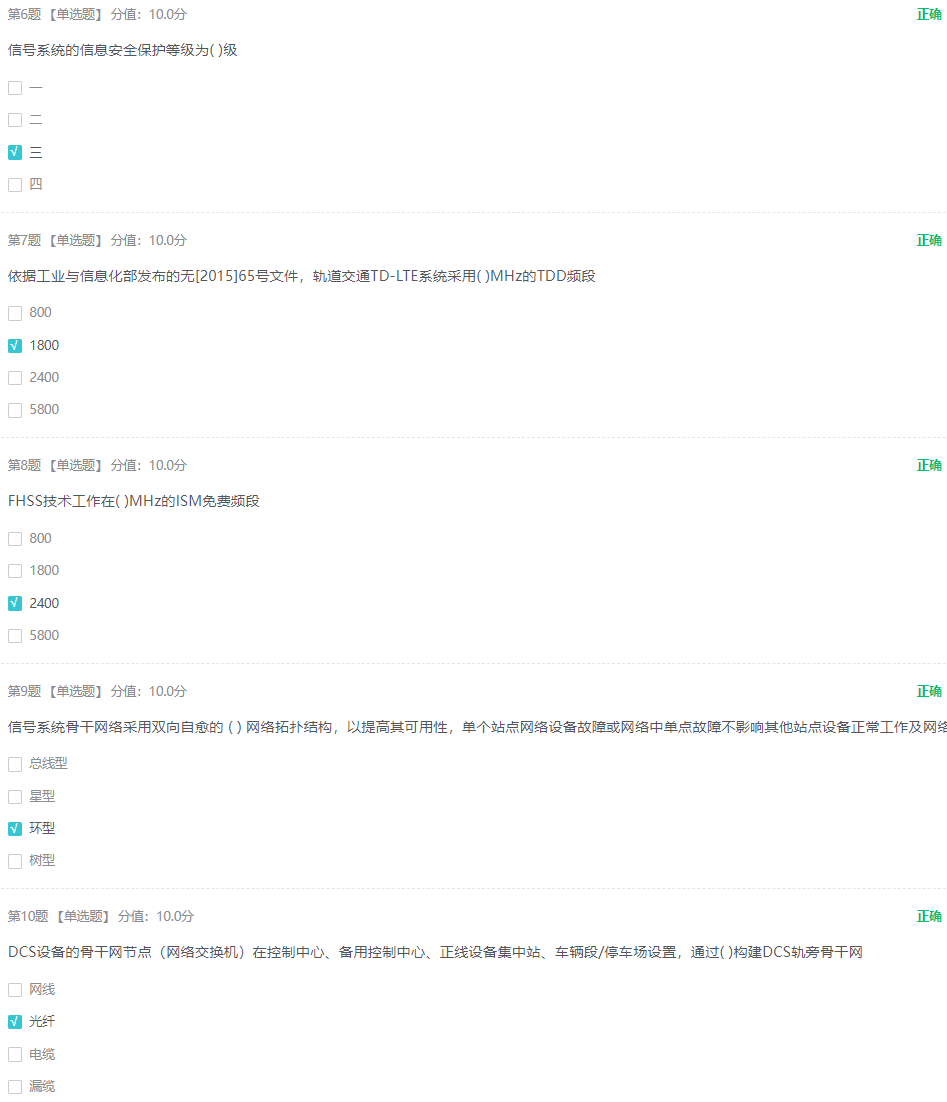 第6题 【单选题】 分值：10.0分 正确
信号系统的信息安全保护等级为( )级
一
二
√ 三
四
第7题 【单选题】 分值：10.0分 正确
依据工业与信息化部发布的无[2015]65号文件，轨道交通TD-LTE系统采用( )MHz的TDD频段
800
√ 1800
2400
5800
第8题 【单选题】 分值：10.0分 正确
FHSS技术工作在( )MHz的ISM免费频段
800
1800
√ 2400
5800
第9题 【单选题】 分值：10.0分 正确
信号系统骨干网络采用双向自愈的 ( ) 网络拓扑结构，以提高其可用性，单个站点网络设备故障或网络中单点故障不影响其他站点设备正常工作及网络
总线型
星型
√ 环型
树型
第10题 【单选题】 分值：10.0分 正确
DCS设备的骨干网节点（网络交换机）在控制中心、备用控制中心、正线设备集中站、车辆段/停车场设置，通过( )构建DCS轨旁骨干网
网线
√ 光纤
电缆
漏缆